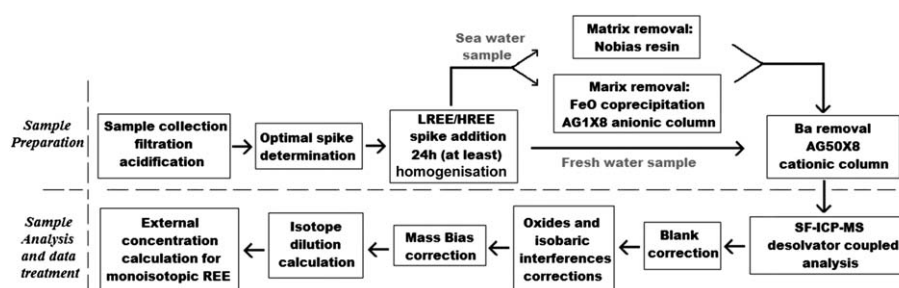 Sample
Preparation
Sample collection
filtration
acidification
Optimal spike
determination
LREE/HREE
spike addition
24h (at least)
homogenisation
Sea water
sample
Matrix removal:
Nobias resin
Marix removal:
FeO coprecipitation
AG1X8 anionic column
Fresh water sample
Ba removal
AG50X8
cationic column
Sample
Analysis
and data
treatment
SF-ICP-MS
desolvator coupled
analysis
Blank
correction
Oxides and
isobaric
interferences
corrections
Mass Bias
correction
Isotope
dilution
calculation
External
concentration
calculation for
monoisotopic REE